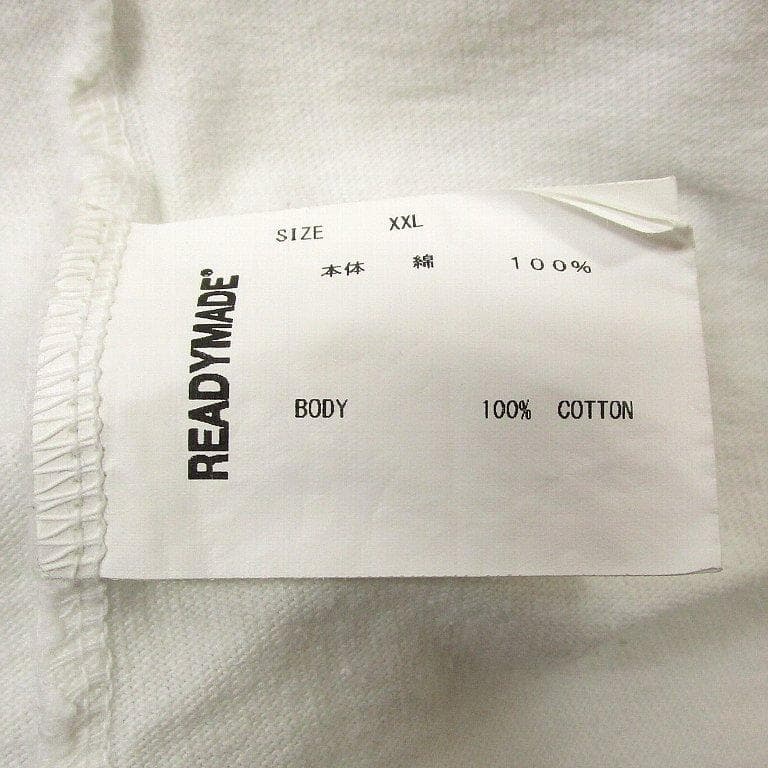 SIZE XXL
本体 綿 100%
READYMADE®
BODY 100% COTTON